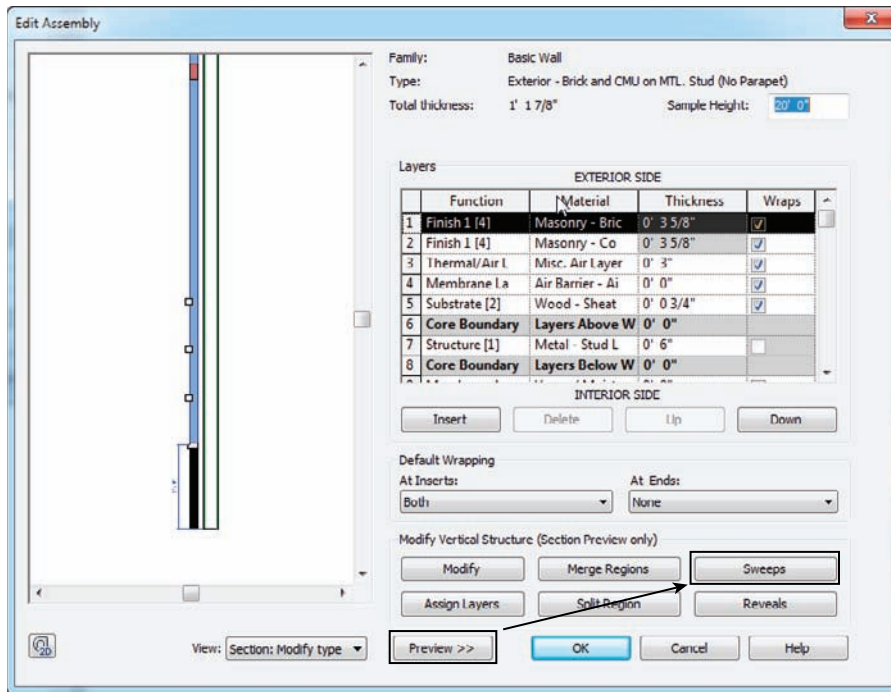 Edit Assembly
Family: Basic Wall
Type: Exterior - Brick and CMU on MTL. Stud (No Parapet)
Total thickness: 1' 1 7/8" Sample Height: 20' 0"
Layers
EXTERIOR SIDE
Function Material Thickness Wraps
1 Finish 1 [4] Masonry - Bric 0' 3 5/8"
2 Finish 1 [4] Masonry - Co 0' 3 5/8"
3 Thermal/Air L Misc. Air Layer 0' 3"
4 Membrane La Air Barrier - Ai 0' 0"
5 Substrate [2] Wood - Sheat 0' 0 3/4"
6 Core Boundary Layers Above W 0' 0"
7 Structure [1] Metal - Stud L 0' 6"
8 Core Boundary Layers Below W 0' 0"
INTERIOR SIDE
Insert Delete Up Down
Default Wrapping
At Inserts: At Ends:
Both None
Modify Vertical Structure (Section Preview only)
Modify Merge Regions Sweeps
Assign Layers Split Region Reveals
2D View: Section: Modify type Preview >> OK Cancel Help